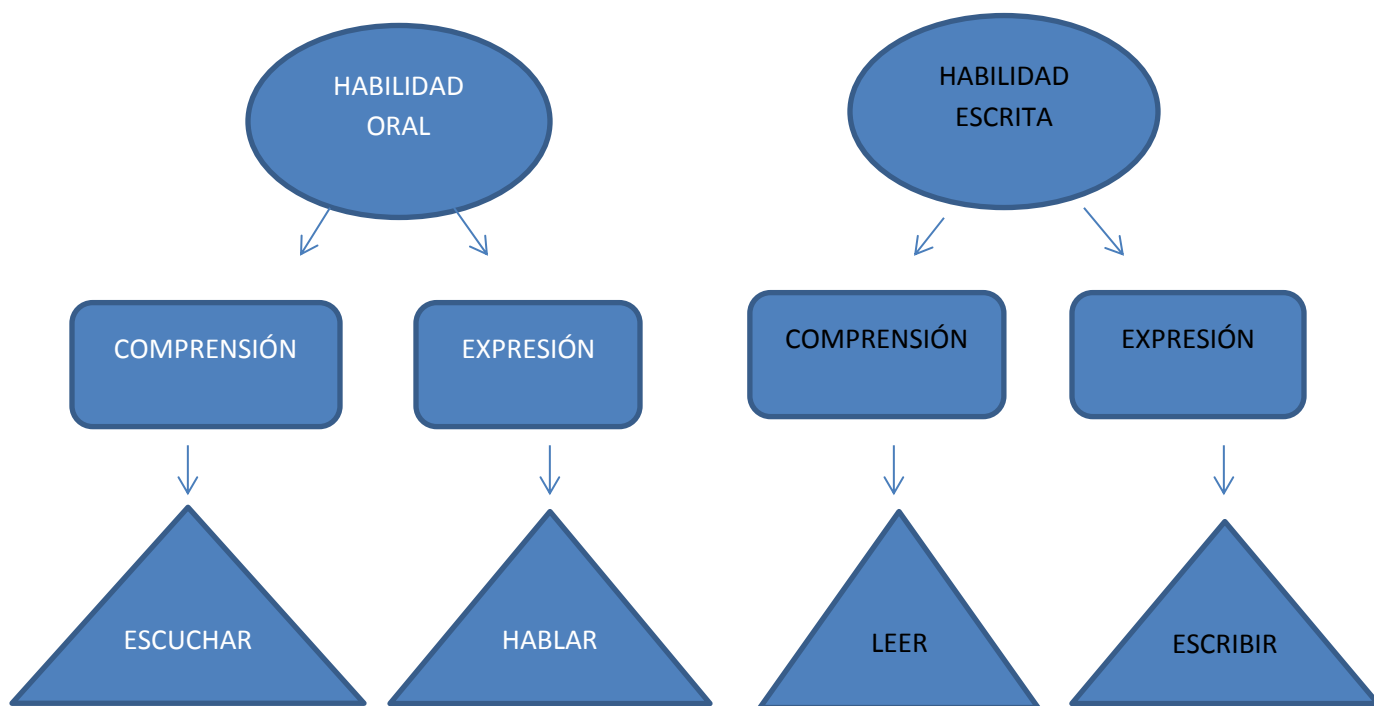 HABILIDAD
ORAL
HABILIDAD
ESCRITA
COMPRENSIÓN
EXPRESIÓN
COMPRENSIÓN
EXPRESIÓN
ESCUCHAR
HABLAR
LEER
ESCRIBIR